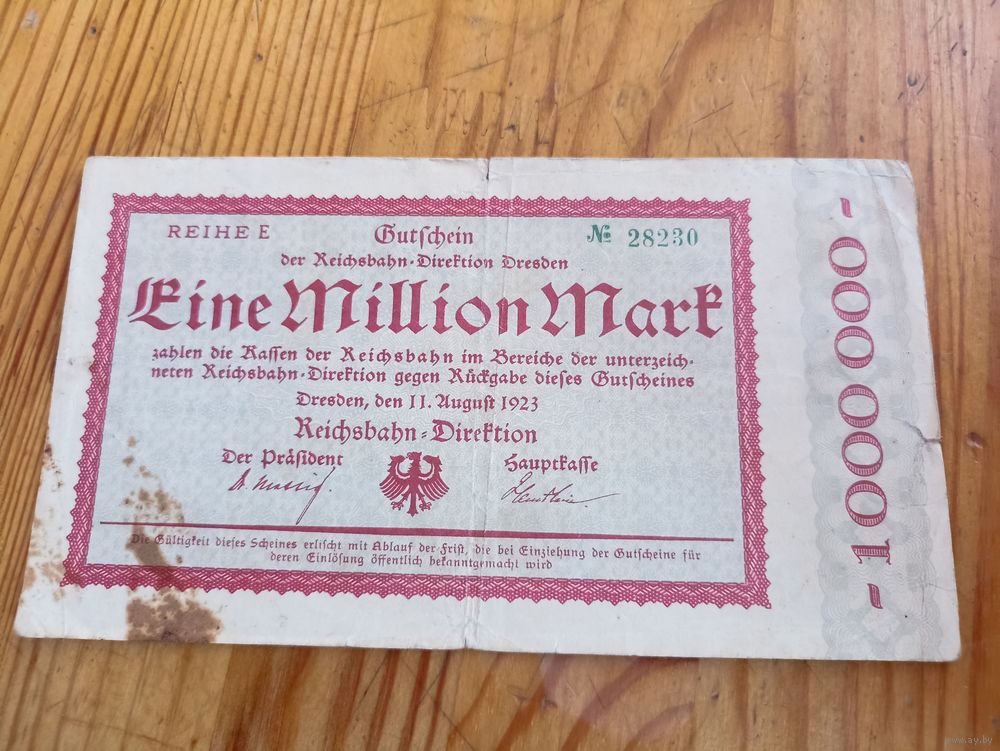 REIHE E
Gutschein
№ 28230
der Reichsbahn-Direktion Dresden
Eine Million Mark
zahlen die Kassen der Reichsbahn im Bereiche der unterzeich-
neten Reichsbahn-Direktion gegen Rückgabe dieses Gutscheines
Dresden, den 11. August 1923
Reichsbahn-Direktion
Der Präsident
Hauptkasse
Die Gültigkeit dieses Scheines erlischt mit Ablauf der Frist, die bei Einziehung der Gutscheine für
deren Einlösung öffentlich bekanntgemacht wird
- 1000000 -
www.ay.by